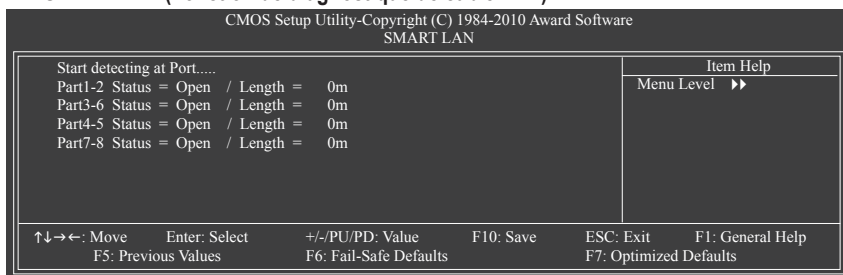 CMOS Setup Utility-Copyright (C) 1984-2010 Award Software
SMART LAN
Start detecting at Port.....
Part1-2 Status = Open / Length = 0m
Part3-6 Status = Open / Length = 0m
Part4-5 Status = Open / Length = 0m
Part7-8 Status = Open / Length = 0m
Item Help
Menu Level ▶▶
↑↓→←: Move Enter: Select +/-/PU/PD: Value F10: Save ESC: Exit F1: General Help
F5: Previous Values F6: Fail-Safe Defaults F7: Optimized Defaults